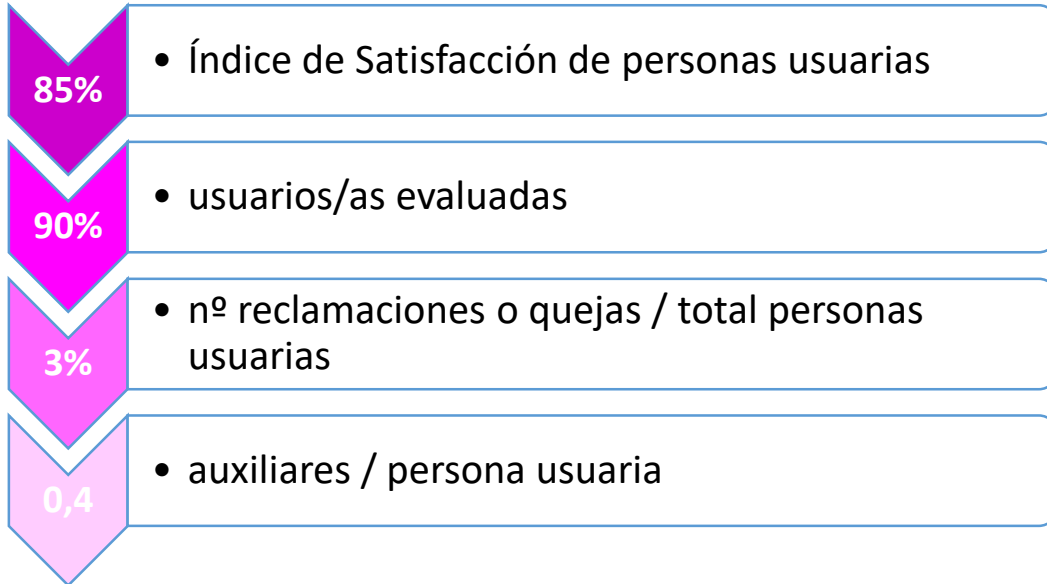 85%
• Índice de Satisfacción de personas usuarias
90%
• usuarios/as evaluadas
3%
• nº reclamaciones o quejas / total personas
usuarias
0,4
• auxiliares / persona usuaria